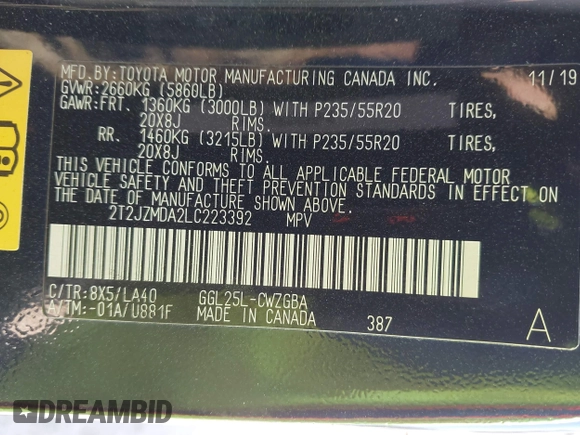 MFD.BY:TOYOTA MOTOR MANUFACTURING CANADA INC. 11/19
GVWR:2660KG (5860LB)
GAWR:FRT. 1360KG (3000LB) WITH P235/55R20 TIRES,
20X8J RIMS.
RR. 1460KG (3215LB) WITH P235/55R20 TIRES,
20X8J RIMS.
THIS VEHICLE CONFORMS TO ALL APPLICABLE FEDERAL MOTOR
VEHICLE SAFETY AND THEFT PREVENTION STANDARDS IN EFFECT ON
THE DATE OF MANUFACTURE SHOWN ABOVE.
2T2JZMDA2LC223392 MPV
C/TR:8X5/LA40 GGL25L-CWZGBA
A/TM:-01A/U881F MADE IN CANADA 387 A
AUTOBIDMASTER